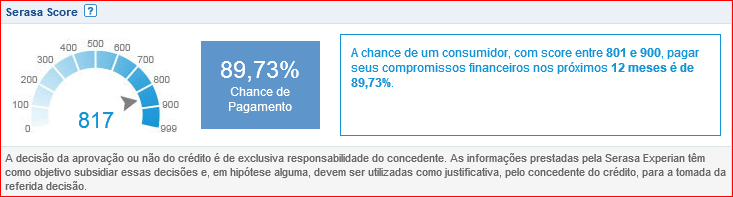 Serasa Score ?
0
100
200
300
400
500
600
700
800
900
999
817
89,73%
Chance de
Pagamento
A chance de um consumidor, com score entre 801 e 900, pagar
seus compromissos financeiros nos próximos 12 meses é de
89,73%.
A decisão da aprovação ou não do crédito é de exclusiva responsabilidade do concedente. As informações prestadas pela Serasa Experian têm
como objetivo subsidiar essas decisões e, em hipótese alguma, devem ser utilizadas como justificativa, pelo concedente do crédito, para a tomada da
referida decisão.